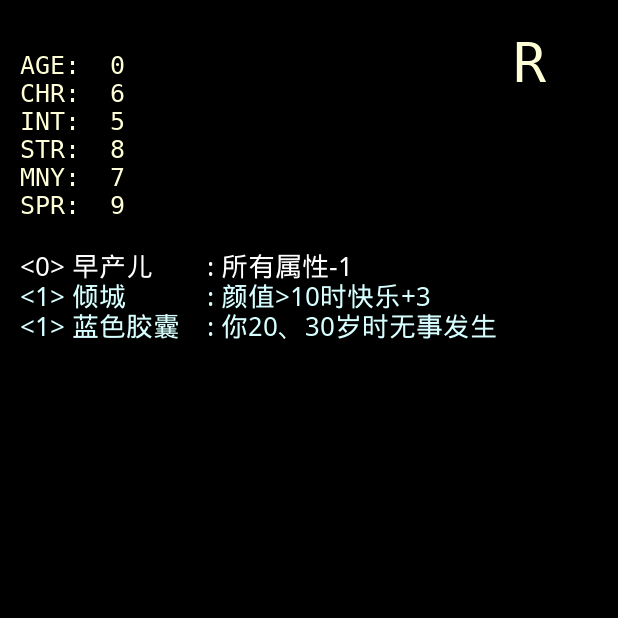 R
AGE: 0
CHR: 6
INT: 5
STR: 8
MNY: 7
SPR: 9
<0> 早产儿 : 所有属性-1
<1> 倾城 : 颜值>10时快乐+3
<1> 蓝色胶囊 : 你20、30岁时无事发生